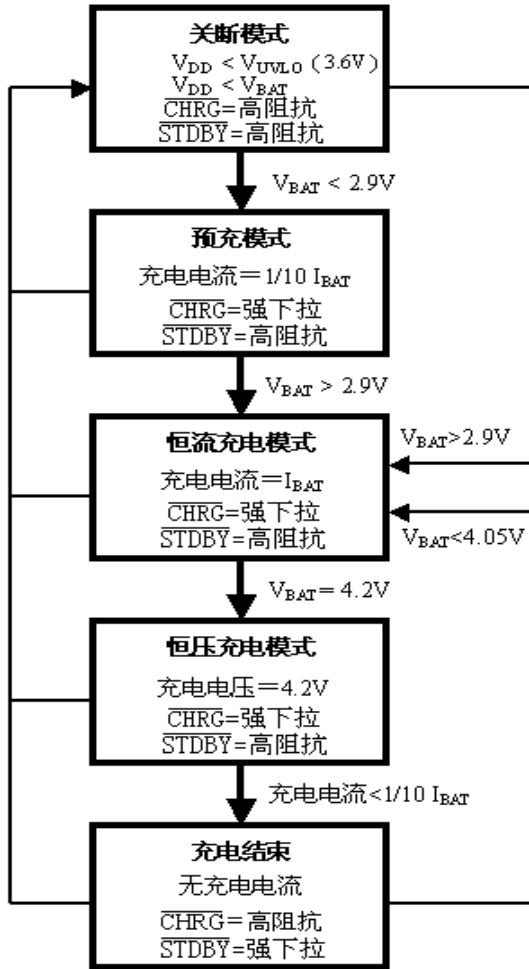 关断模式
VDD < VUVLO (3.6V)
VDD < VBAT
CHRG=高阻抗
STDBY=高阻抗
VBAT < 2.9V
预充模式
充电电流=1/10 IBAT
CHRG=强下拉
STDBY=高阻抗
VBAT > 2.9V
恒流充电模式
充电电流=IBAT
CHRG=强下拉
STDBY=高阻抗
VBAT>2.9V
VBAT<4.05V
VBAT=4.2V
恒压充电模式
充电电压=4.2V
CHRG=强下拉
STDBY=高阻抗
充电电流<1/10 IBAT
充电结束
无充电电流
CHRG=高阻抗
STDBY=强下拉